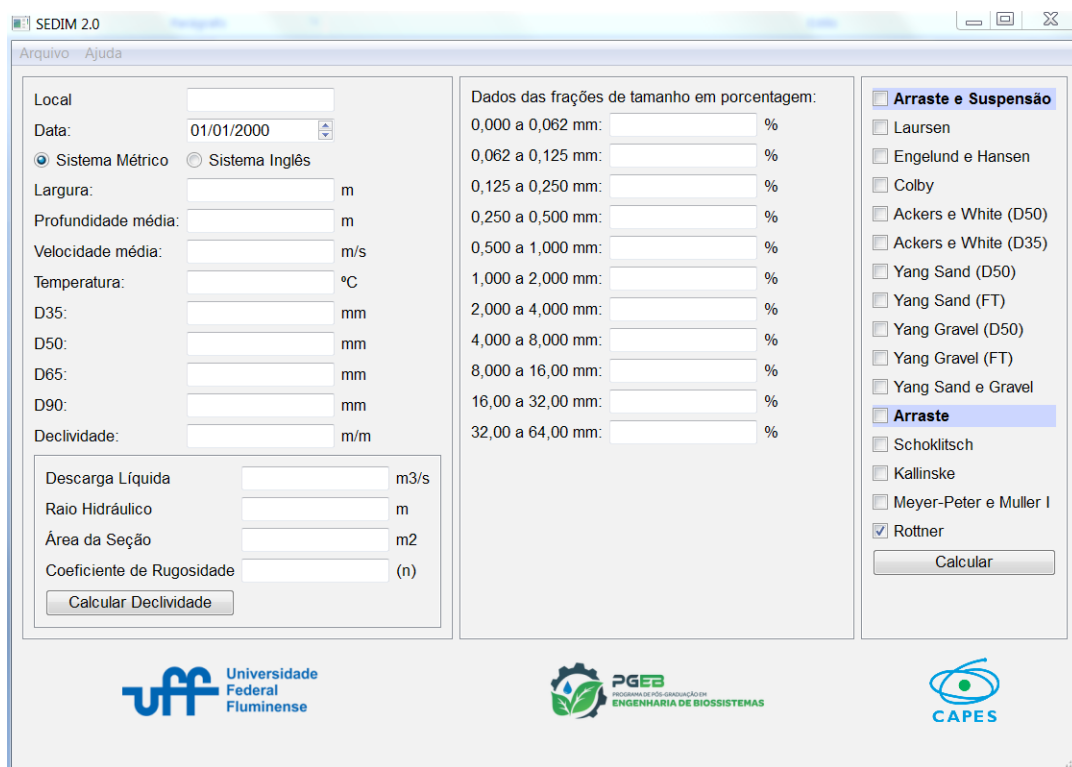 SEDIM 2.0
Arquivo Ajuda
Local
Data: 01/01/2000
Sistema Métrico Sistema Inglês
Largura: m
Profundidade média: m
Velocidade média: m/s
Temperatura: ºC
D35: mm
D50: mm
D65: mm
D90: mm
Declividade: m/m
Descarga Líquida m3/s
Raio Hidráulico m
Área da Seção m2
Coeficiente de Rugosidade (n)
Calcular Declividade
Dados das frações de tamanho em porcentagem:
0,000 a 0,062 mm: %
0,062 a 0,125 mm: %
0,125 a 0,250 mm: %
0,250 a 0,500 mm: %
0,500 a 1,000 mm: %
1,000 a 2,000 mm: %
2,000 a 4,000 mm: %
4,000 a 8,000 mm: %
8,000 a 16,00 mm: %
16,00 a 32,00 mm: %
32,00 a 64,00 mm: %
Arraste e Suspensão
Laursen
Engelund e Hansen
Colby
Ackers e White (D50)
Ackers e White (D35)
Yang Sand (D50)
Yang Sand (FT)
Yang Gravel (D50)
Yang Gravel (FT)
Yang Sand e Gravel
Arraste
Schoklitsch
Kallinske
Meyer-Peter e Muller I
Rottner
Calcular
uff
Universidade
Federal
Fluminense
PGEB
PROGRAMA DE PÓS-GRADUAÇÃO EM
ENGENHARIA DE BIOSSISTEMAS
CAPES